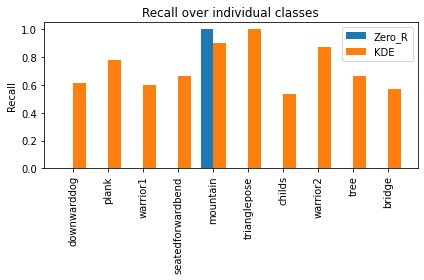 Recall over individual classes
Recall
1.0
0.8
0.6
0.4
0.2
0.0
Zero_R
KDE
downwarddog
plank
warrior1
seatedforwardbend
mountain
trianglepose
childs
warrior2
tree
bridge